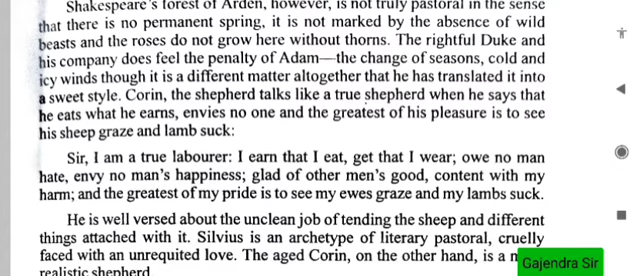 Shakespeare's forest of Arden, however, is not truly pastoral in the sense
that there is no permanent spring, it is not marked by the absence of wild
beasts and the roses do not grow here without thorns. The rightful Duke and
his company does feel the penalty of Adam—the change of seasons, cold and
icy winds though it is a different matter altogether that he has translated it into
a sweet style. Corin, the shepherd talks like a true shepherd when he says that
he eats what he earns, envies no one and the greatest of his pleasure is to see
his sheep graze and lamb suck:
Sir, I am a true labourer: I earn that I eat, get that I wear; owe no man
hate, envy no man's happiness; glad of other men's good, content with my
harm; and the greatest of my pride is to see my ewes graze and my lambs suck.
He is well versed about the unclean job of tending the sheep and different
things attached with it. Silvius is an archetype of literary pastoral, cruelly
faced with an unrequited love. The aged Corin, on the other hand, is a
realistic shepherd
Gajendra Sir